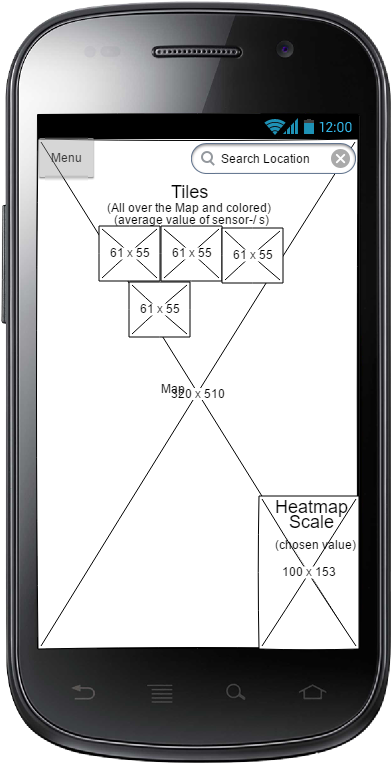 12:00
Menu
Search Location
Tiles
(All over the Map and colored)
(average value of sensor-/ s)
61 x 55
61 x 55
61 x 55
61 x 55
Map
320 x 510
Heatmap
Scale
(chosen value)
100 x 153